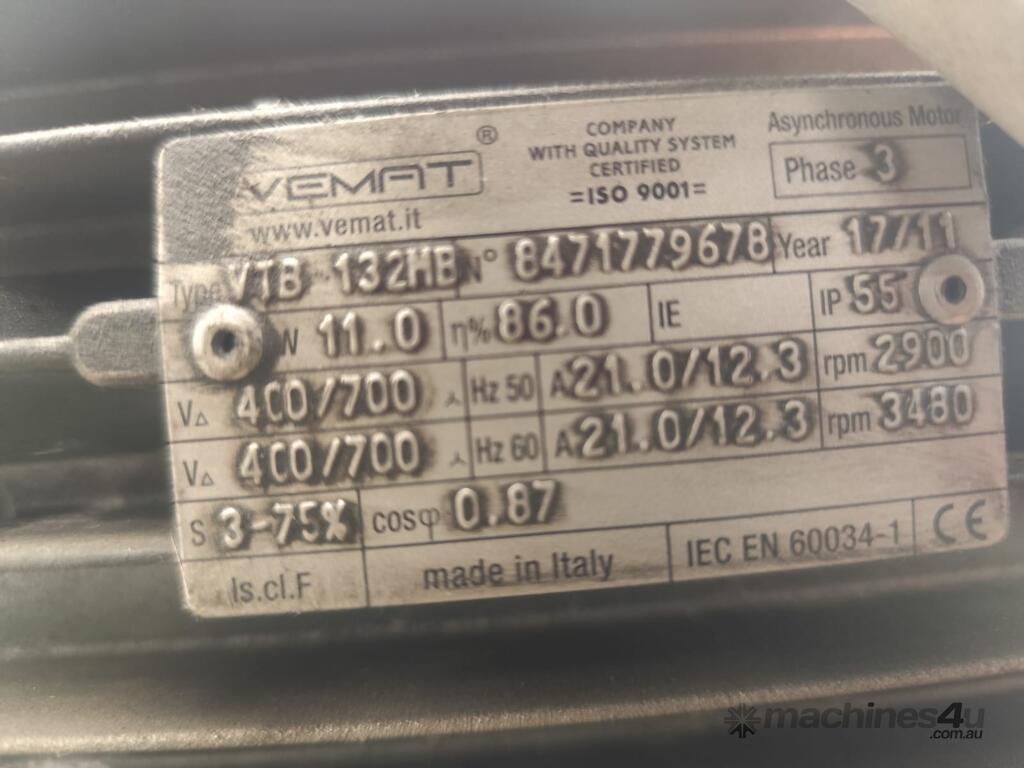 VEMAT ®
www.vemat.it
COMPANY
WITH QUALITY SYSTEM
CERTIFIED
=ISO 9001=
Asynchronous Motor
Phase 3
Type VTB 132HB N° 8471779678 Year 17/11
W 11.0 η% 86.0 IE IP 55
V△ 400/700 ⅄ Hz 50 A 21.0/12.3 rpm 2900
V△ 400/700 ⅄ Hz 60 A 21.0/12.3 rpm 3480
S 3-75% cosφ 0.87
Is.cl.F made in Italy IEC EN 60034-1 CE
machines4u
.com.au